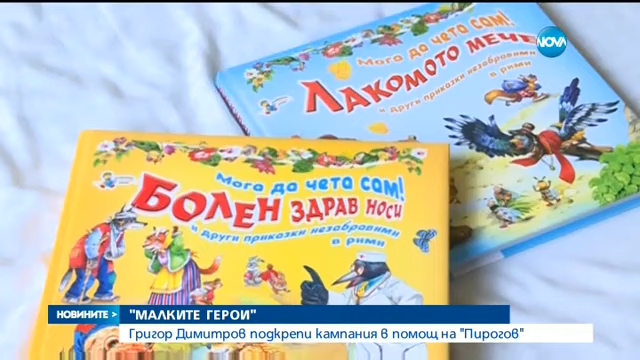 NOVA
Мога да чета сам!
ЛАКОМОТО МЕЧЕ
и други приказки незабравими
в рими
Мога да чета сам!
БОЛЕН ЗДРАВ НОСИ
и други приказки незабравими
в рими
НОВИНИТЕ
"МАЛКИТЕ ГЕРОИ"
Григор Димитров подкрепи кампания в помощ на "Пирогов"